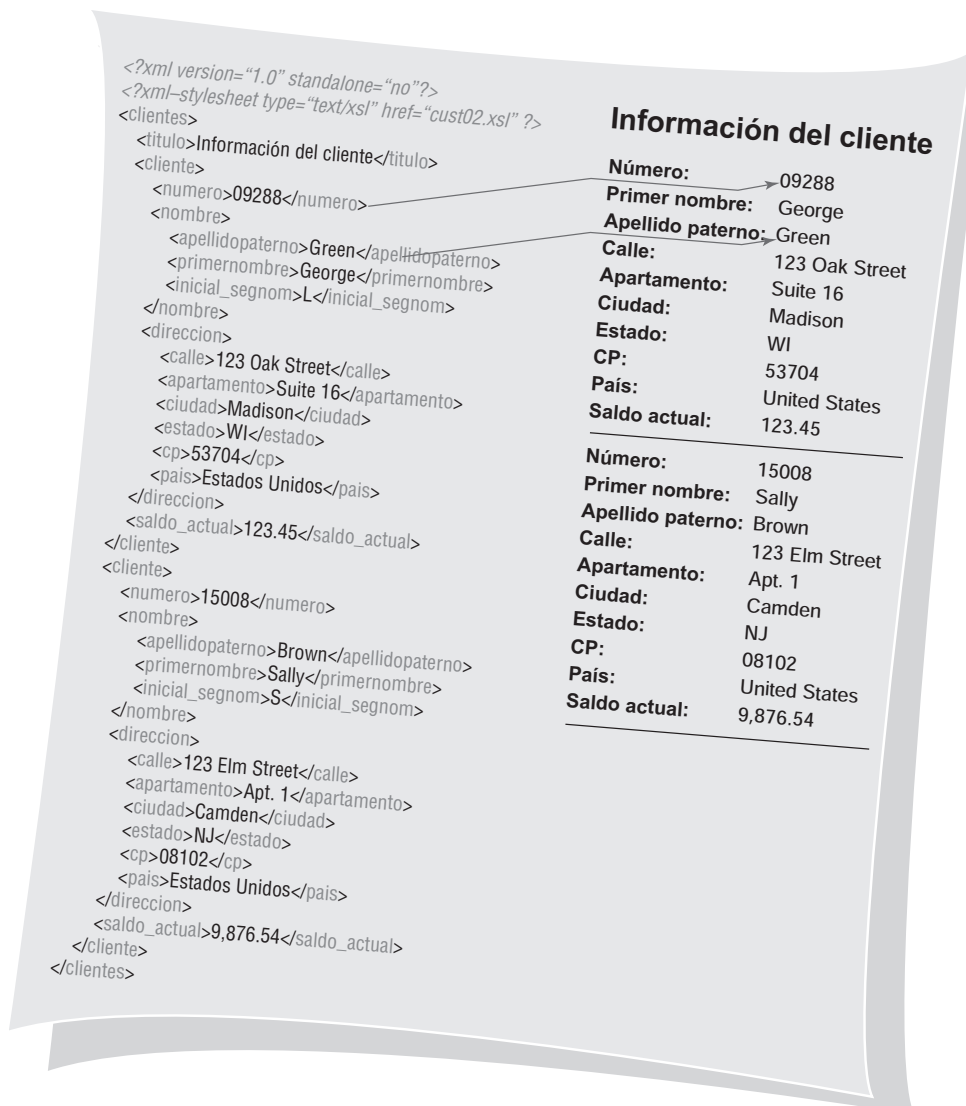 <?xml version=“1.0” standalone=“no”?>
<?xml–stylesheet type=“text/xsl” href=“cust02.xsl” ?>
<clientes>
<titulo>Información del cliente</titulo>
<cliente>
<numero>09288</numero>
<nombre>
<apellidopaterno>Green</apellidopaterno>
<primernombre>George</primernombre>
<inicial_segnom>L</inicial_segnom>
</nombre>
<direccion>
<calle>123 Oak Street</calle>
<apartamento>Suite 16</apartamento>
<ciudad>Madison</ciudad>
<estado>WI</estado>
<cp>53704</cp>
<pais>Estados Unidos</pais>
</direccion>
<saldo_actual>123.45</saldo_actual>
</cliente>
<cliente>
<numero>15008</numero>
<nombre>
<apellidopaterno>Brown</apellidopaterno>
<primernombre>Sally</primernombre>
<inicial_segnom>S</inicial_segnom>
</nombre>
<direccion>
<calle>123 Elm Street</calle>
<apartamento>Apt. 1</apartamento>
<ciudad>Camden</ciudad>
<estado>NJ</estado>
<cp>08102</cp>
<pais>Estados Unidos</pais>
</direccion>
<saldo_actual>9,876.54</saldo_actual>
</cliente>
</clientes>
Información del cliente
Número: 09288
Primer nombre: George
Apellido paterno: Green
Calle: 123 Oak Street
Apartamento: Suite 16
Ciudad: Madison
Estado: WI
CP: 53704
País: United States
Saldo actual: 123.45
Número: 15008
Primer nombre: Sally
Apellido paterno: Brown
Calle: 123 Elm Street
Apartamento: Apt. 1
Ciudad: Camden
Estado: NJ
CP: 08102
País: United States
Saldo actual: 9,876.54